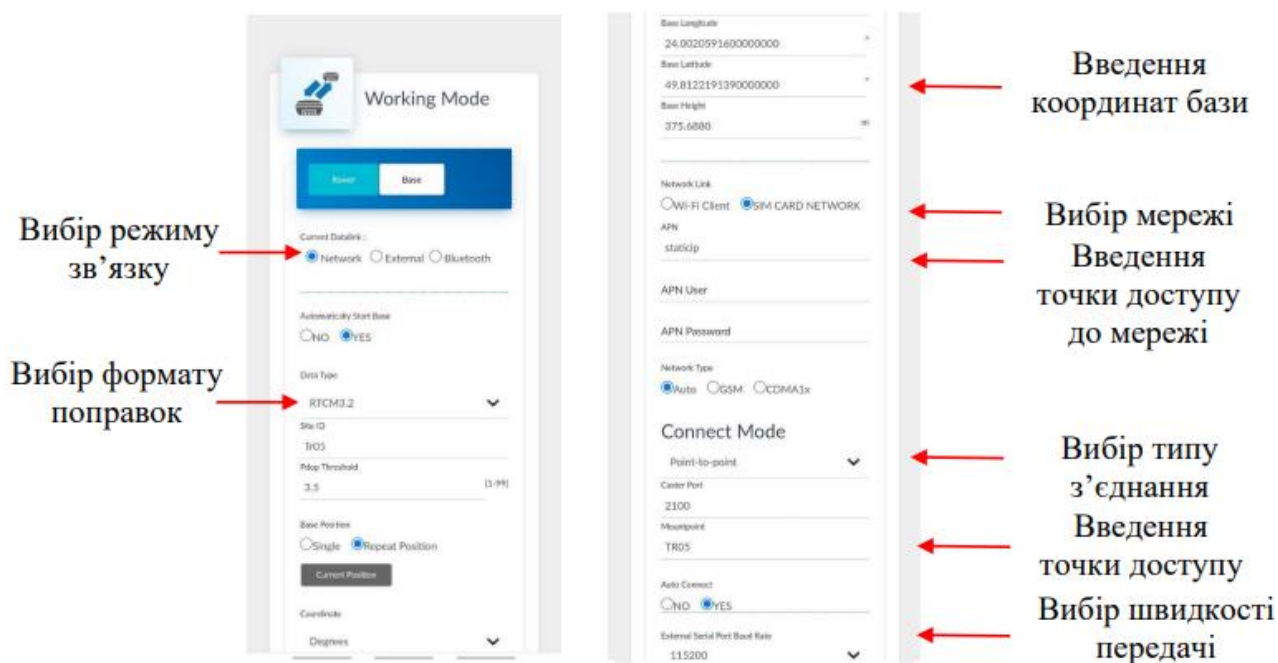 Working Mode
Rover
Base
Вибір режиму
зв’язку
Current Datalink :
Network
External
Bluetooth
Automatically Start Base
NO
YES
Вибір формату
поправок
Data Type
RTCM3.2
Site ID
Tr05
Pdop Threshold
3.5
(1-99)
Base Position
Single
Repeat Position
Current Position
Coordinate
Degrees
Base Longitude
24.0020591600000000
°
Base Latitude
49.8122191390000000
°
Base Height
375.6880
m
Введення
координат бази
Network Link
Wi-Fi Client
SIM CARD NETWORK
Вибір мережі
APN
staticip
Введення
точки доступу
до мережі
APN User
APN Password
Network Type
Auto
GSM
CDMA1x
Connect Mode
Point-to-point
Вибір типу
з’єднання
Caster Port
2100
Mountpoint
TR05
Введення
точки доступу
Auto Connect
NO
YES
External Serial Port Baud Rate
115200
Вибір швидкості
передачі